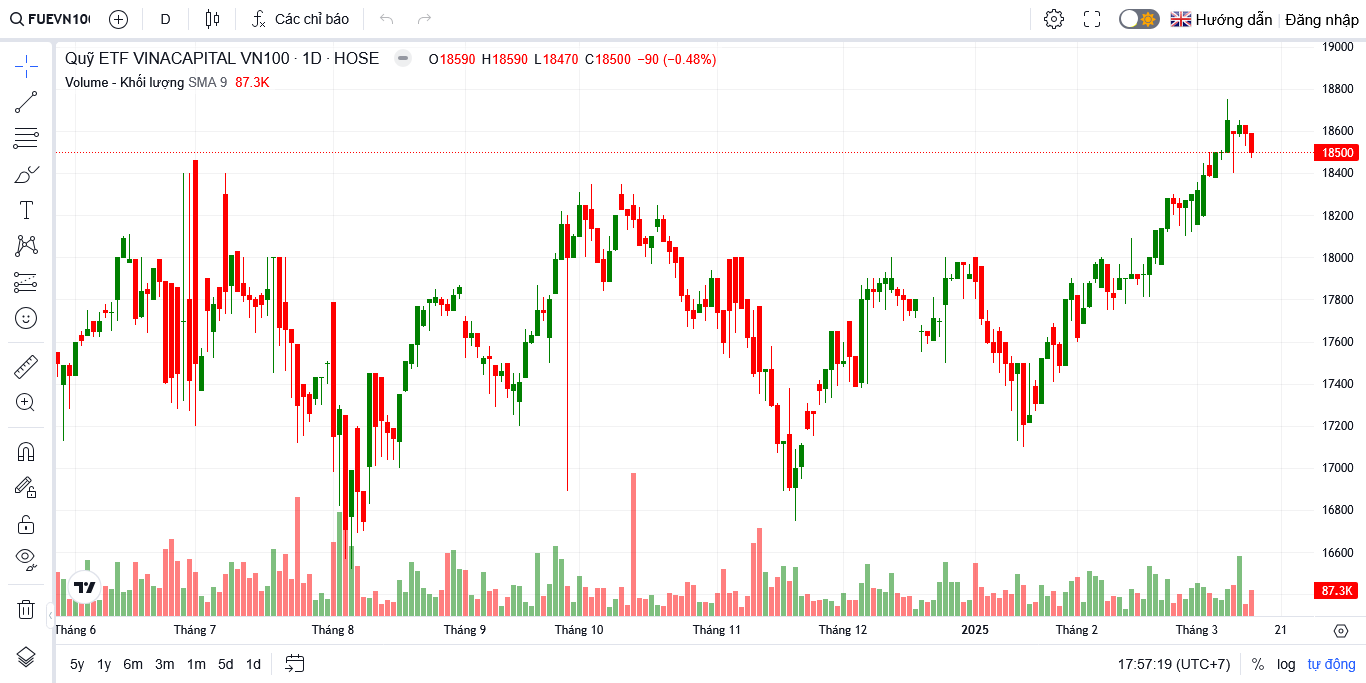 FUEVN100 D Các chỉ báo Hướng dẫn Đăng nhập
Quỹ ETF VINACAPITAL VN100 · 1D · HOSE O18590 H18590 L18470 C18500 −90 (−0.48%)
Volume - Khối lượng SMA 9 87.3K
19000
18800
18600
18500
18400
18200
18000
17800
17600
17400
17200
17000
16800
16600
87.3K
Tháng 6 Tháng 7 Tháng 8 Tháng 9 Tháng 10 Tháng 11 Tháng 12 2025 Tháng 2 Tháng 3 21
5y 1y 6m 3m 1m 5d 1d 17:57:19 (UTC+7) % log tự động